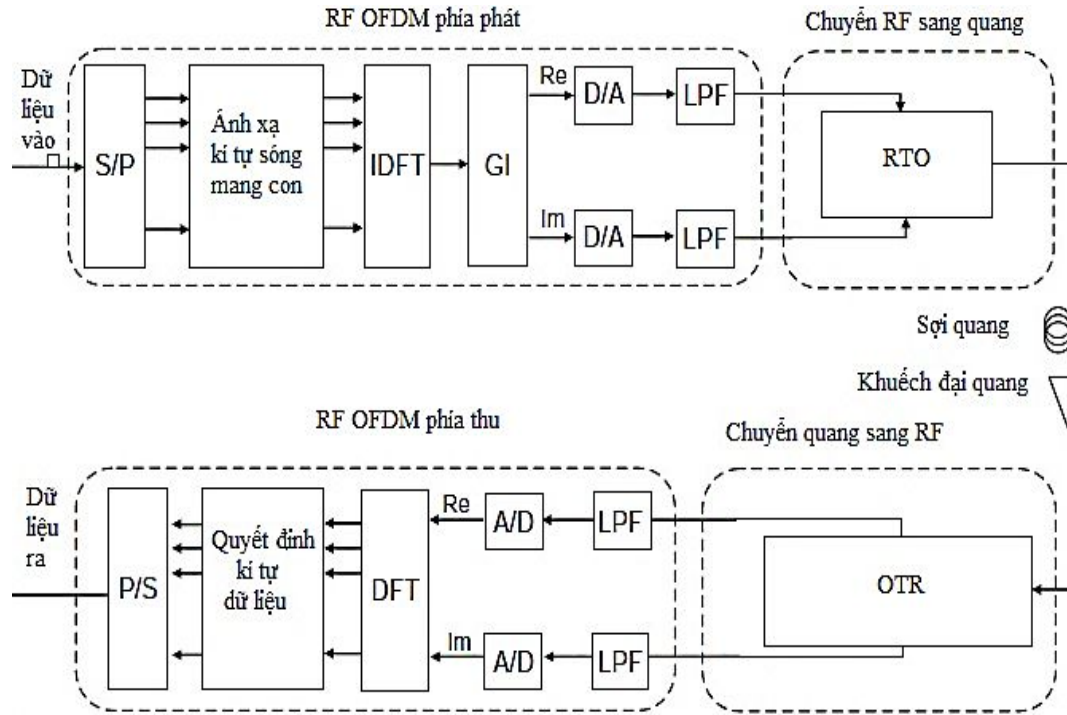 RF OFDM phía phát
Chuyển RF sang quang
Dữ
liệu
vào
S/P
Ánh xạ
kí tự sóng
mang con
IDFT
GI
Re
D/A
LPF
Im
D/A
LPF
RTO
Sợi quang
Khuếch đại quang
RF OFDM phía thu
Chuyển quang sang RF
Dữ
liệu
ra
P/S
Quyết định
kí tự
dữ liệu
DFT
Re
A/D
LPF
Im
A/D
LPF
OTR